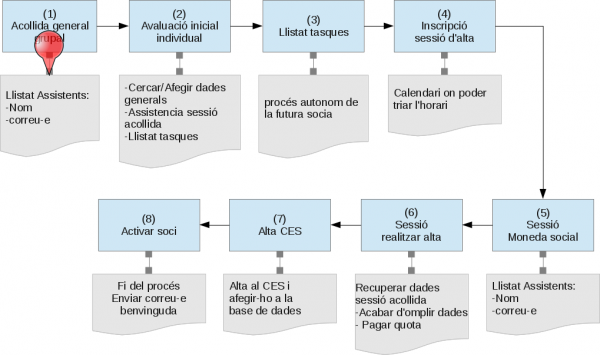 (1)
Acollida general
(2)
Avaluació inicial
individual
(3)
Llistat tasques
(4)
Inscripció
sessió d'alta
Llistat Assistents:
-Nom
-correu-e
-Cercar/Afegir dades
generals
-Assistencia sessió
acollida
-Llistat tasques
procés autonom de
la futura socia
Calendari on poder
triar l'horari
(8)
Activar soci
(7)
Alta CES
(6)
Sessió
realitzar alta
(5)
Sessió
Moneda social
Fi del procés
Enviar correu-e
benvinguda
Alta al CES i
afegir-ho a la
base de dades
Recuperar dades
sessió acollida
-Acabar d'omplir dades
- Pagar quota
Llistat Assistents:
-Nom
-correu-e